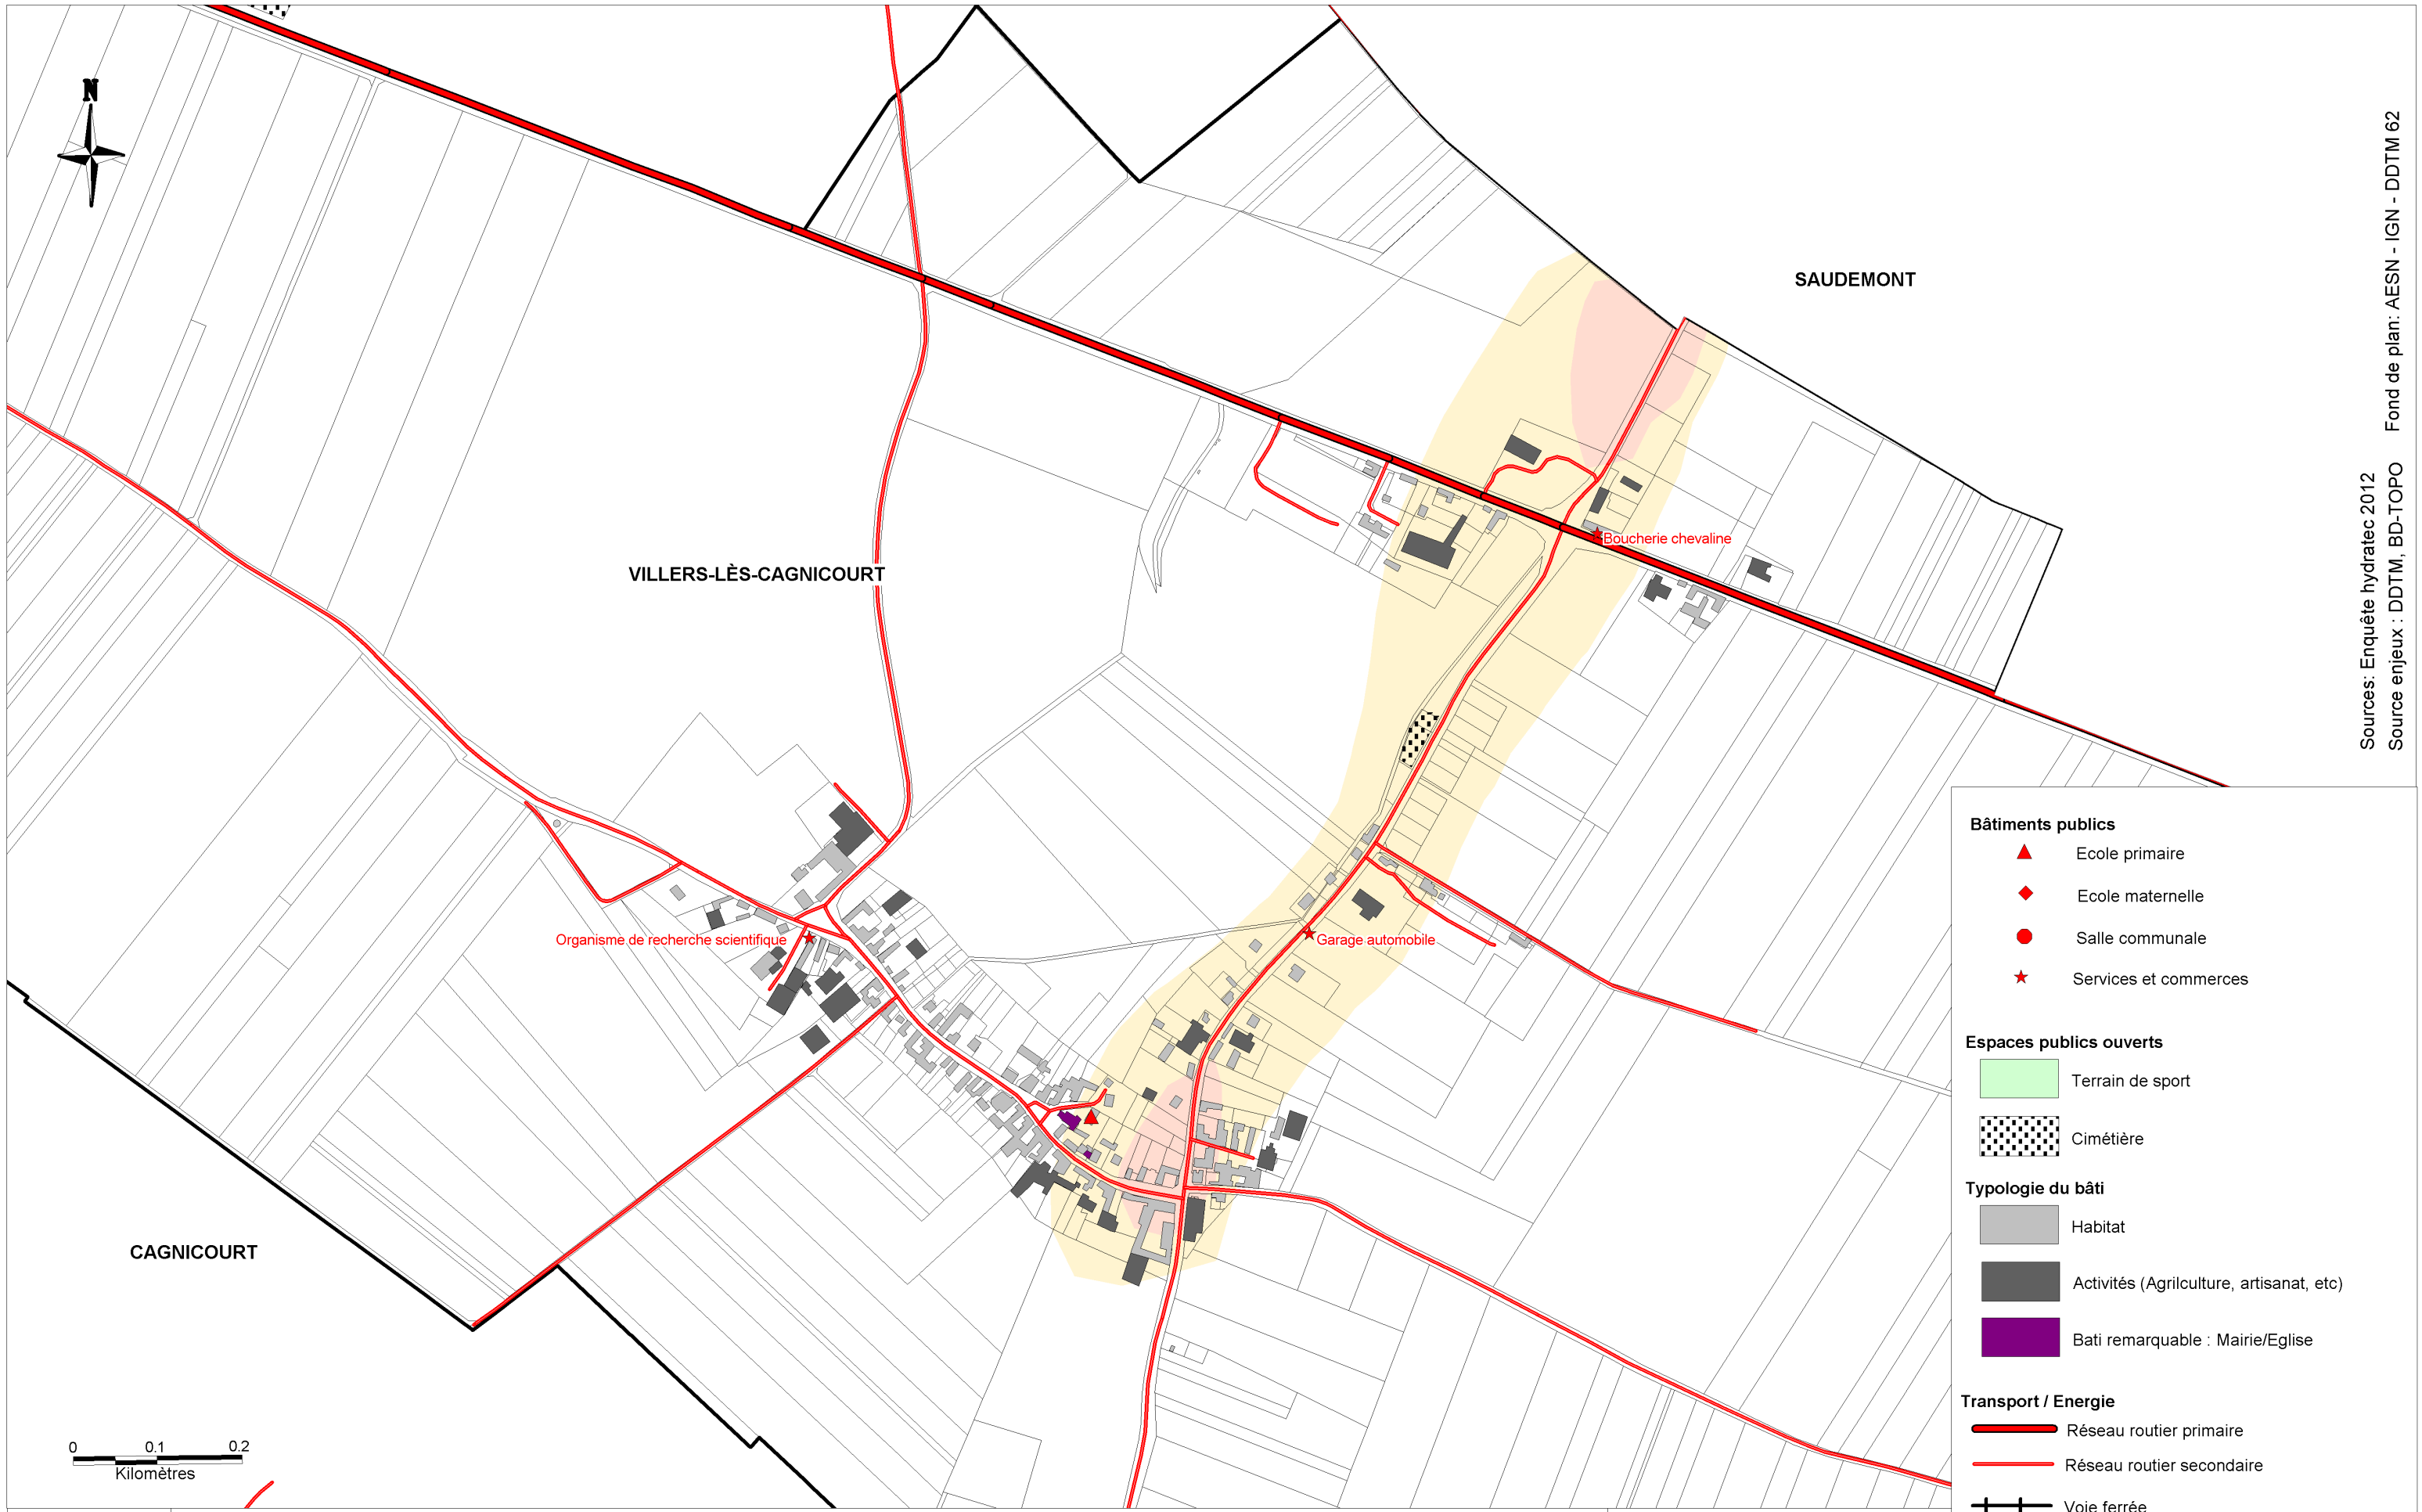 N
SAUDEMONT
VILLERS-LÈS-CAGNICOURT
Boucherie chevaline
Organisme de recherche scientifique
Garage automobile
CAGNICOURT
0 0.1 0.2
Kilomètres
Sources: Enquête hydratec 2012
Source enjeux : DDTM, BD-TOPO Fond de plan: AESN - IGN - DDTM 62
Bâtiments publics
Ecole primaire
Ecole maternelle
Salle communale
Services et commerces
Espaces publics ouverts
Terrain de sport
Cimétière
Typologie du bâti
Habitat
Activités (Agrilculture, artisanat, etc)
Bati remarquable : Mairie/Eglise
Transport / Energie
Réseau routier primaire
Réseau routier secondaire
Voie ferrée